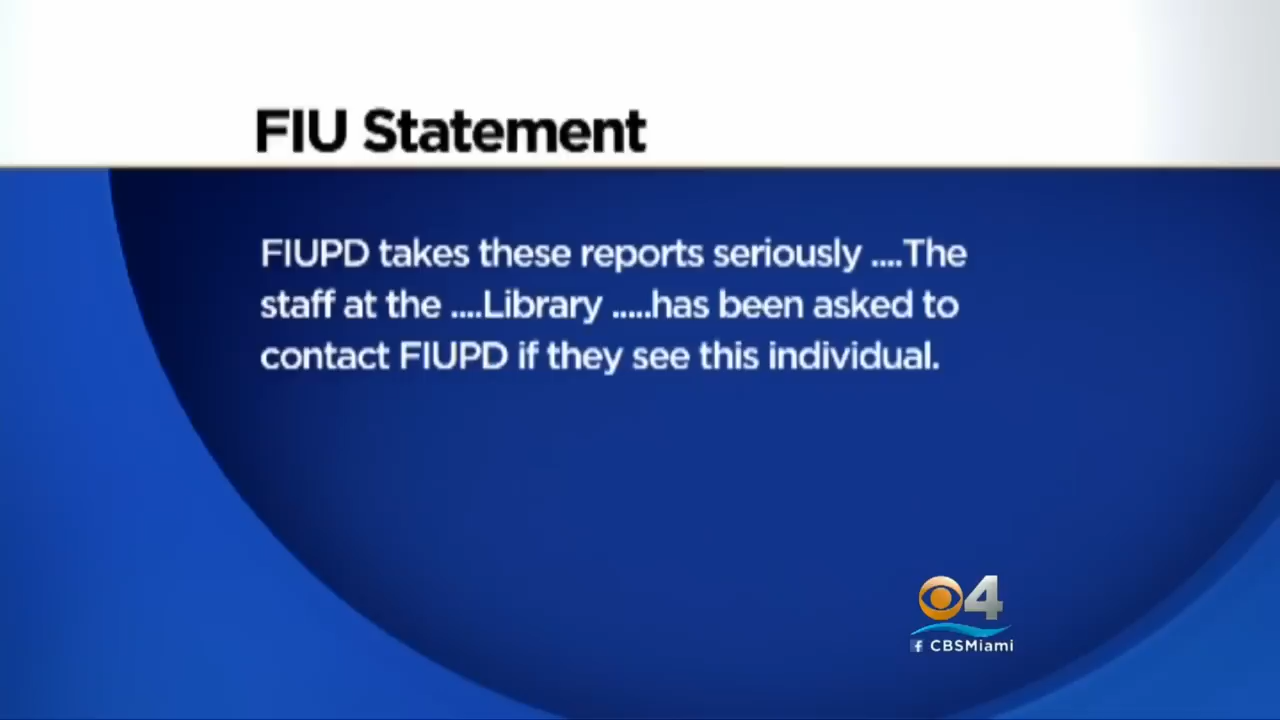 FIU Statement
FIUPD takes these reports seriously ....The
staff at the ....Library .....has been asked to
contact FIUPD if they see this individual.
4
f CBSMiami